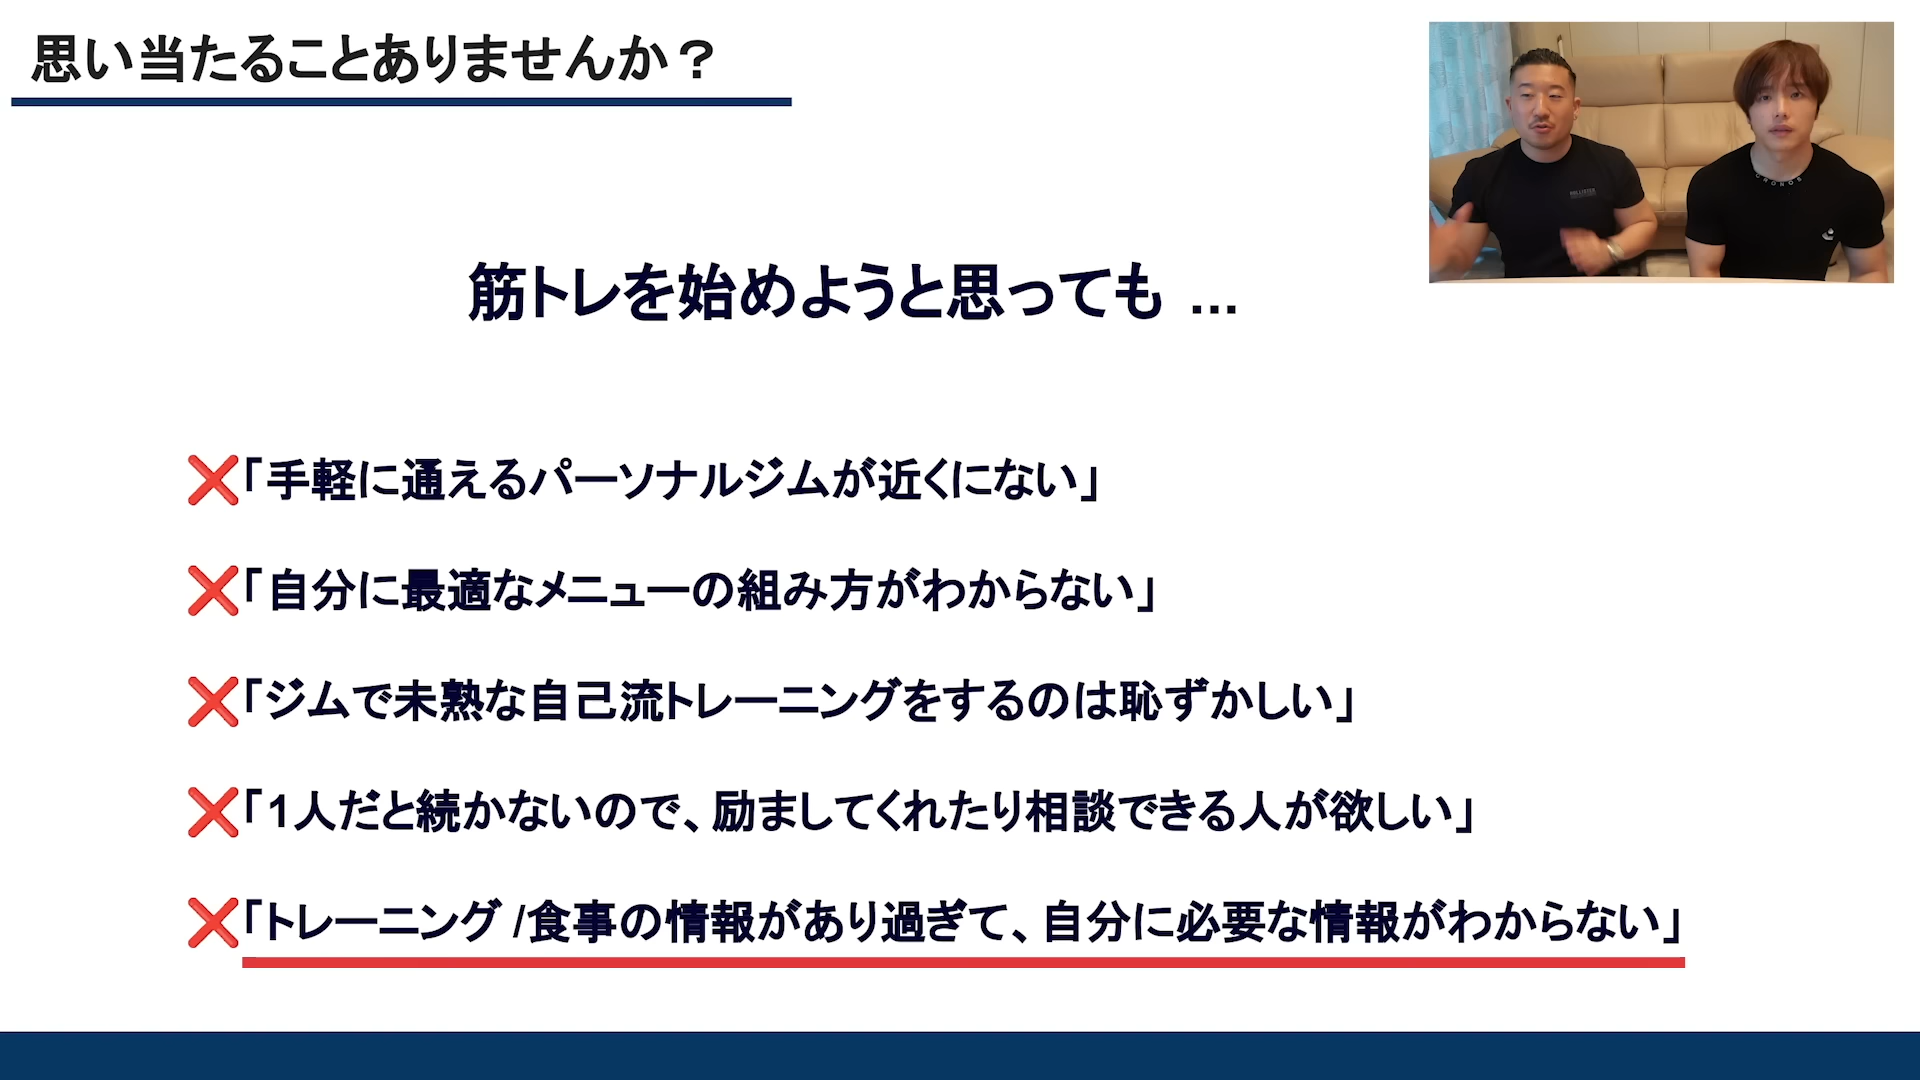 思い当たることありませんか？
筋トレを始めようと思っても ...
❌「手軽に通えるパーソナルジムが近くにない」
❌「自分に最適なメニューの組み方がわからない」
❌「ジムで未熟な自己流トレーニングをするのは恥ずかしい」
❌「1人だと続かないので、励ましてくれたり相談できる人が欲しい」
❌「トレーニング /食事の情報があり過ぎて、自分に必要な情報がわからない」
HOLLISTER
CRONOS